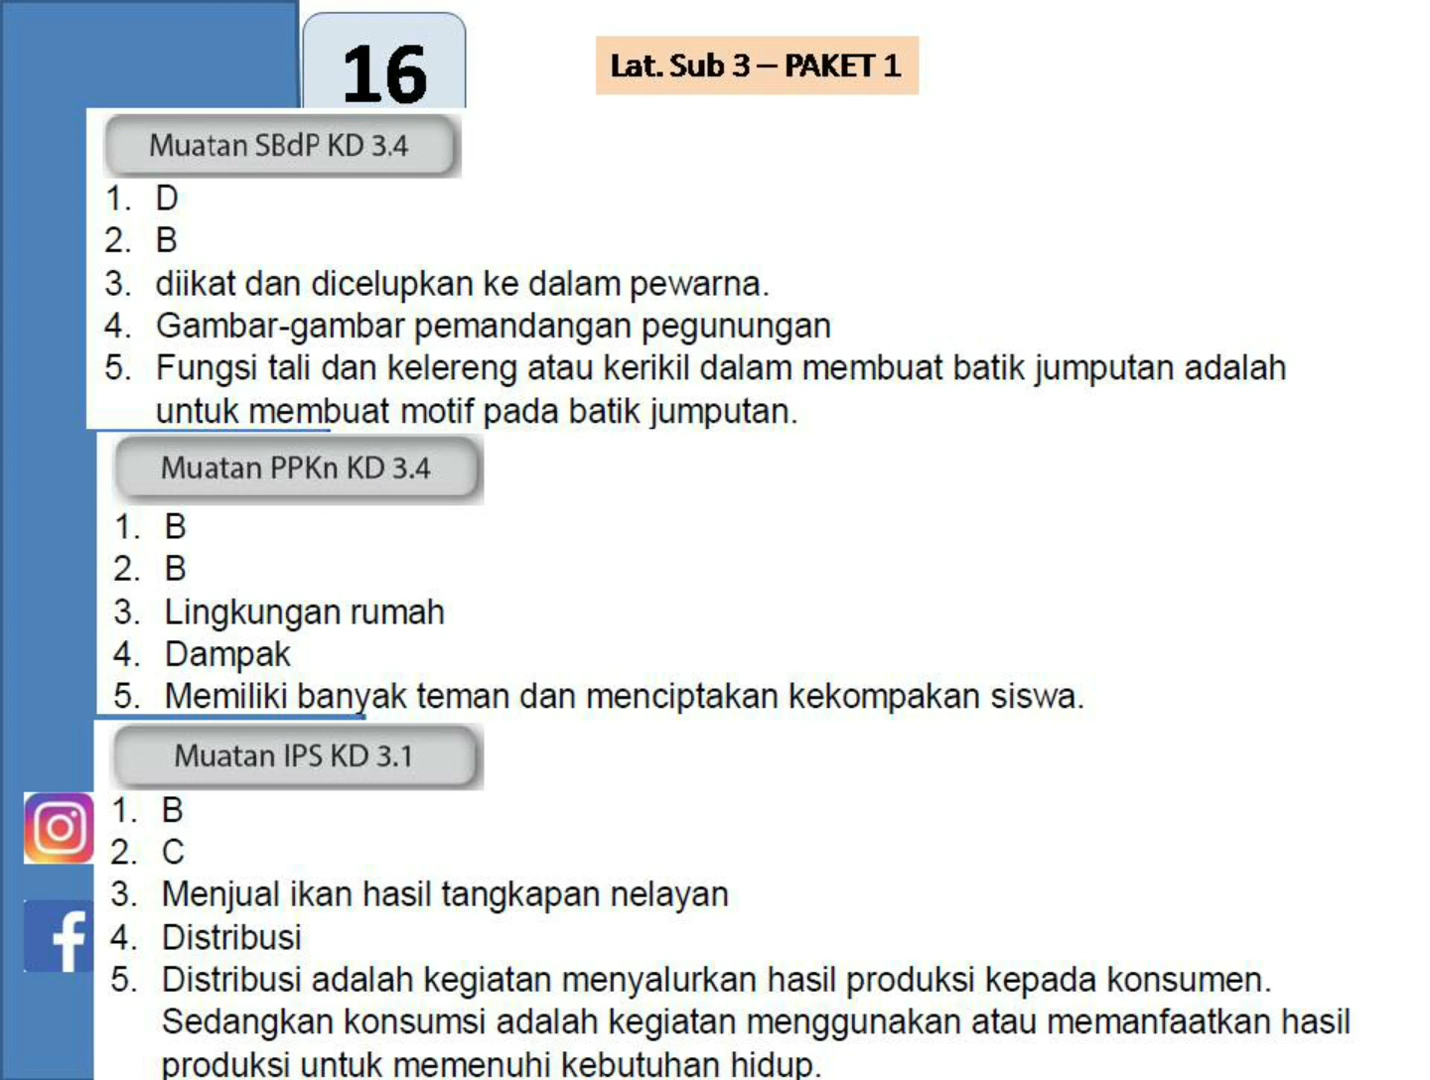 16
Lat. Sub 3 – PAKET 1
Muatan SBdP KD 3.4
1. D
2. B
3. diikat dan dicelupkan ke dalam pewarna.
4. Gambar-gambar pemandangan pegunungan
5. Fungsi tali dan kelereng atau kerikil dalam membuat batik jumputan adalah
untuk membuat motif pada batik jumputan.
Muatan PPKn KD 3.4
1. B
2. B
3. Lingkungan rumah
4. Dampak
5. Memiliki banyak teman dan menciptakan kekompakan siswa.
Muatan IPS KD 3.1
1. B
2. C
3. Menjual ikan hasil tangkapan nelayan
4. Distribusi
5. Distribusi adalah kegiatan menyalurkan hasil produksi kepada konsumen.
Sedangkan konsumsi adalah kegiatan menggunakan atau memanfaatkan hasil
produksi untuk memenuhi kebutuhan hidup.